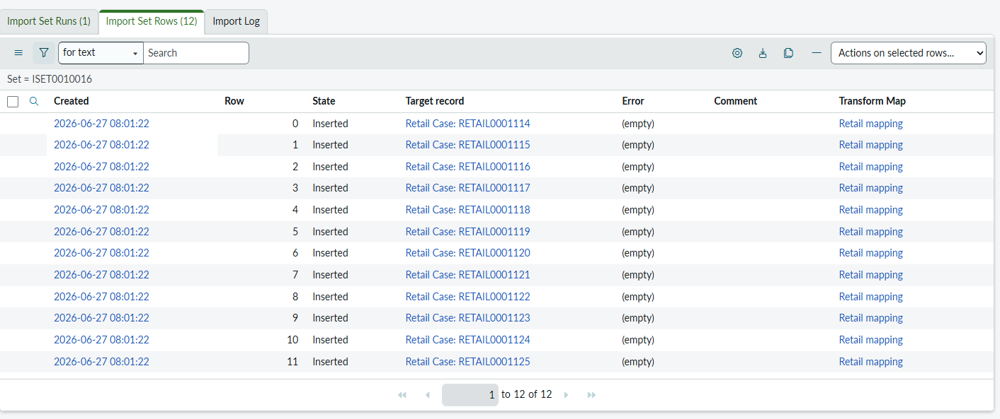 Import Set Runs (1) Import Set Rows (12) Import Log
for text Search Actions on selected rows...
Set = ISET0010016
Created Row State Target record Error Comment Transform Map
2026-06-27 08:01:22 0 Inserted Retail Case: RETAIL0001114 (empty) Retail mapping
2026-06-27 08:01:22 1 Inserted Retail Case: RETAIL0001115 (empty) Retail mapping
2026-06-27 08:01:22 2 Inserted Retail Case: RETAIL0001116 (empty) Retail mapping
2026-06-27 08:01:22 3 Inserted Retail Case: RETAIL0001117 (empty) Retail mapping
2026-06-27 08:01:22 4 Inserted Retail Case: RETAIL0001118 (empty) Retail mapping
2026-06-27 08:01:22 5 Inserted Retail Case: RETAIL0001119 (empty) Retail mapping
2026-06-27 08:01:22 6 Inserted Retail Case: RETAIL0001120 (empty) Retail mapping
2026-06-27 08:01:22 7 Inserted Retail Case: RETAIL0001121 (empty) Retail mapping
2026-06-27 08:01:22 8 Inserted Retail Case: RETAIL0001122 (empty) Retail mapping
2026-06-27 08:01:22 9 Inserted Retail Case: RETAIL0001123 (empty) Retail mapping
2026-06-27 08:01:22 10 Inserted Retail Case: RETAIL0001124 (empty) Retail mapping
2026-06-27 08:01:22 11 Inserted Retail Case: RETAIL0001125 (empty) Retail mapping
1 to 12 of 12